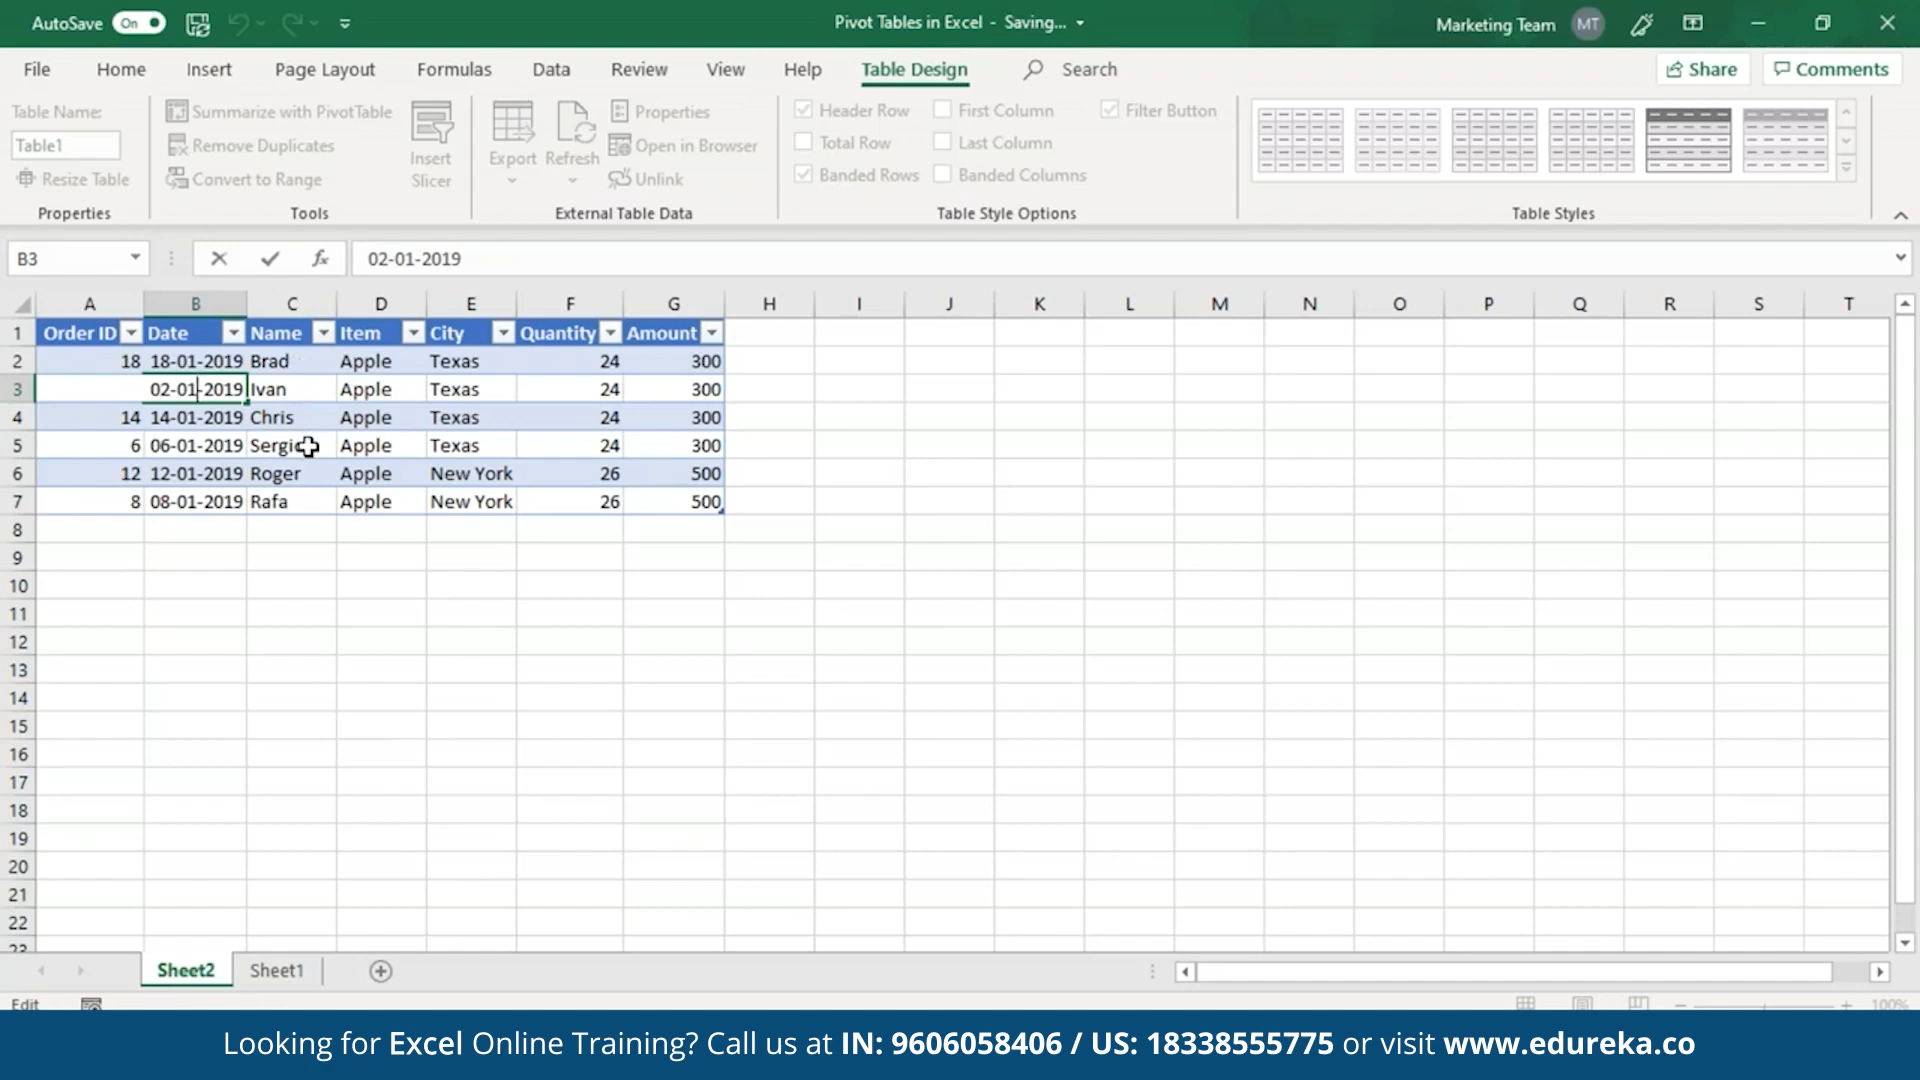 AutoSave On Pivot Tables in Excel - Saving... Marketing Team MT
File Home Insert Page Layout Formulas Data Review View Help Table Design Search Share Comments
Table Name:
Table1
Resize Table
Properties
Summarize with PivotTable
Remove Duplicates
Convert to Range
Insert
Slicer
Tools
Export
Refresh
Properties
Open in Browser
Unlink
External Table Data
Header Row First Column Filter Button
Total Row Last Column
Banded Rows Banded Columns
Table Style Options
Table Styles
B3 fx 02-01-2019
A B C D E F G H I J K L M N O P Q R S T
1 Order ID Date Name Item City Quantity Amount
2 18 18-01-2019 Brad Apple Texas 24 300
3 02-01-2019 Ivan Apple Texas 24 300
4 14 14-01-2019 Chris Apple Texas 24 300
5 6 06-01-2019 Sergio Apple Texas 24 300
6 12 12-01-2019 Roger Apple New York 26 500
7 8 08-01-2019 Rafa Apple New York 26 500
8
9
10
11
12
13
14
15
16
17
18
19
20
21
22
23
Sheet2 Sheet1
Edit 100%
Looking for Excel Online Training? Call us at IN: 9606058406 / US: 18338555775 or visit www.edureka.co